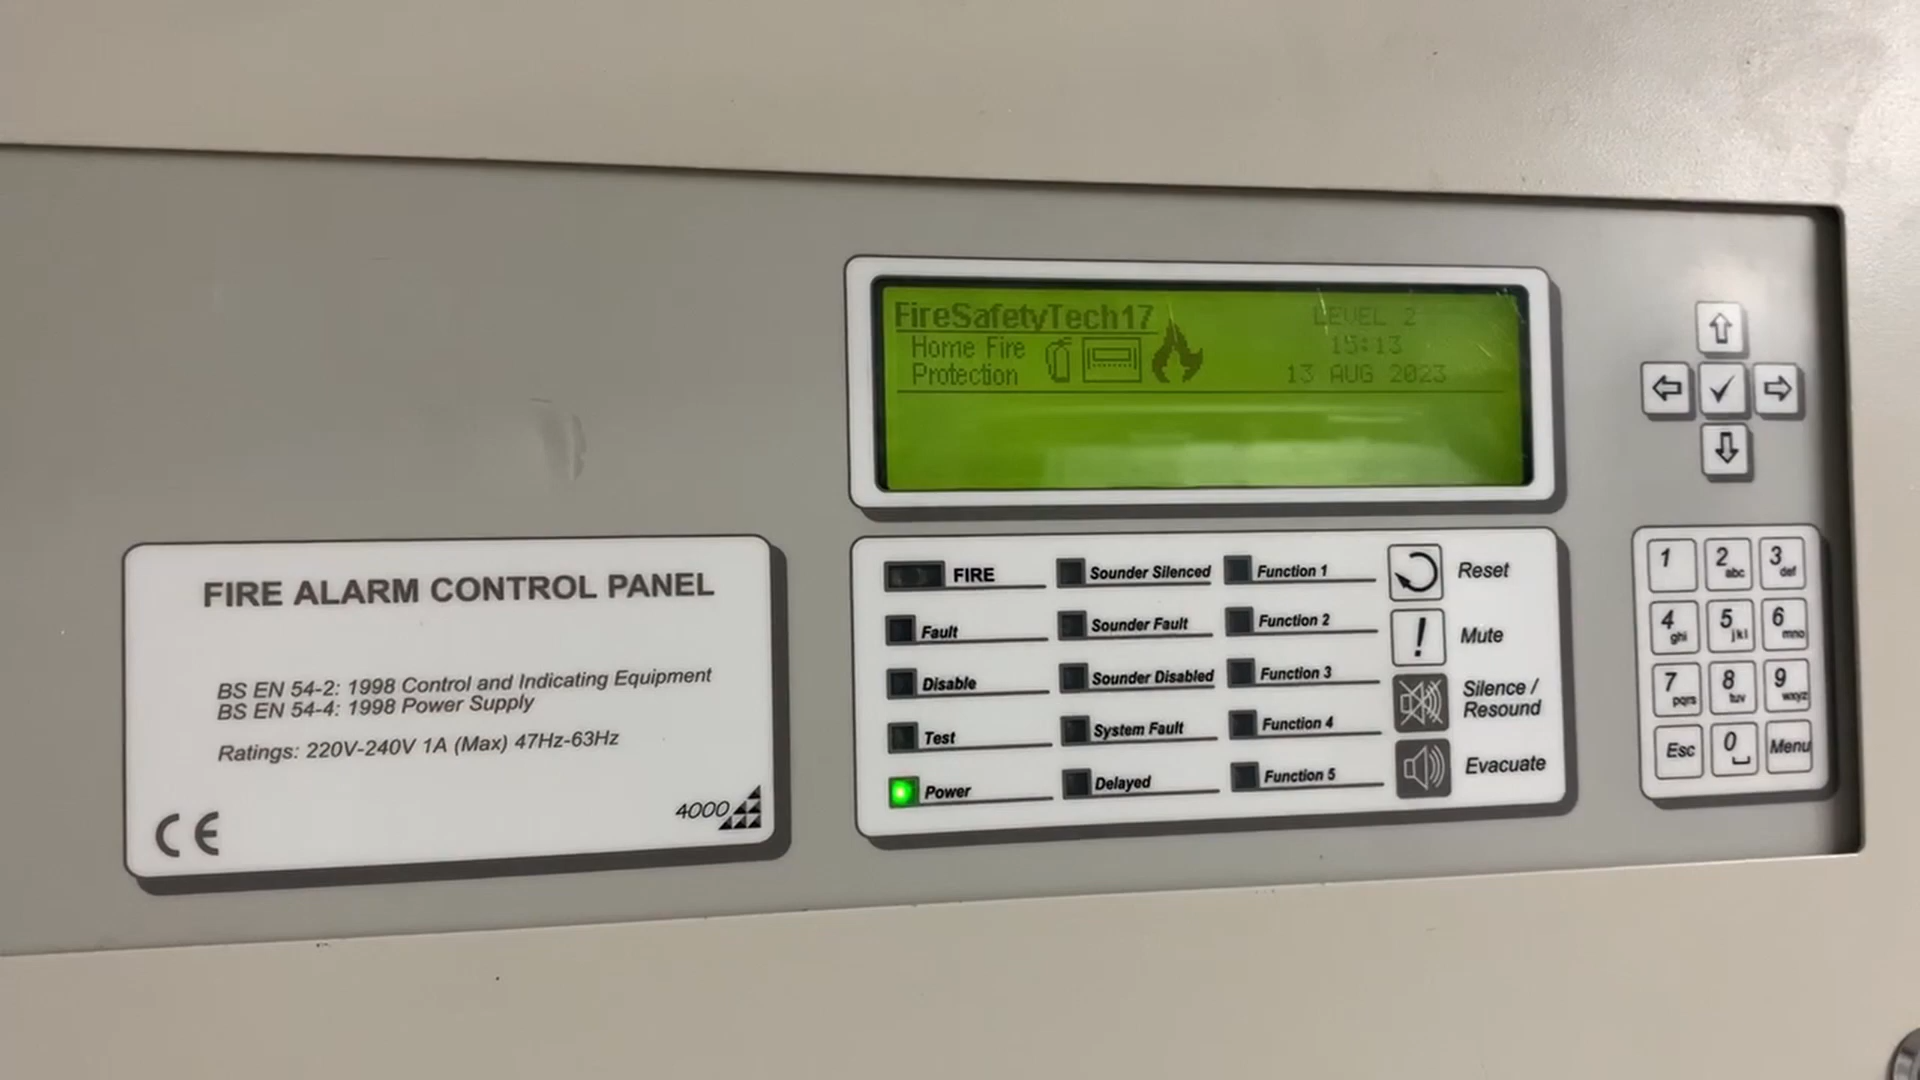 FireSafetyTech17
Home Fire
Protection
LEVEL 2
15:13
13 AUG 2023
FIRE ALARM CONTROL PANEL
BS EN 54-2: 1998 Control and Indicating Equipment
BS EN 54-4: 1998 Power Supply
Ratings: 220V-240V 1A (Max) 47Hz-63Hz
CE
4000
FIRE
Fault
Disable
Test
Power
Sounder Silenced
Sounder Fault
Sounder Disabled
System Fault
Delayed
Function 1
Function 2
Function 3
Function 4
Function 5
Reset
! Mute
Silence /
Resound
Evacuate
1 2 abc 3 def
4 ghi 5 jkl 6 mno
7 pqrs 8 tuv 9 wxyz
Esc 0 Menu